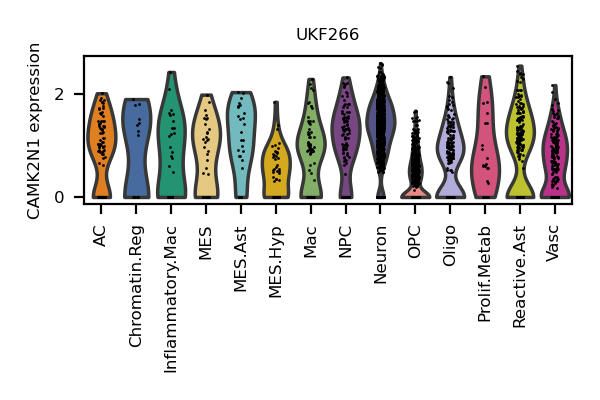 UKF266
CAMK2N1 expression
2
0
AC
Chromatin.Reg
Inflammatory.Mac
MES
MES.Ast
MES.Hyp
Mac
NPC
Neuron
OPC
Oligo
Prolif.Metab
Reactive.Ast
Vasc